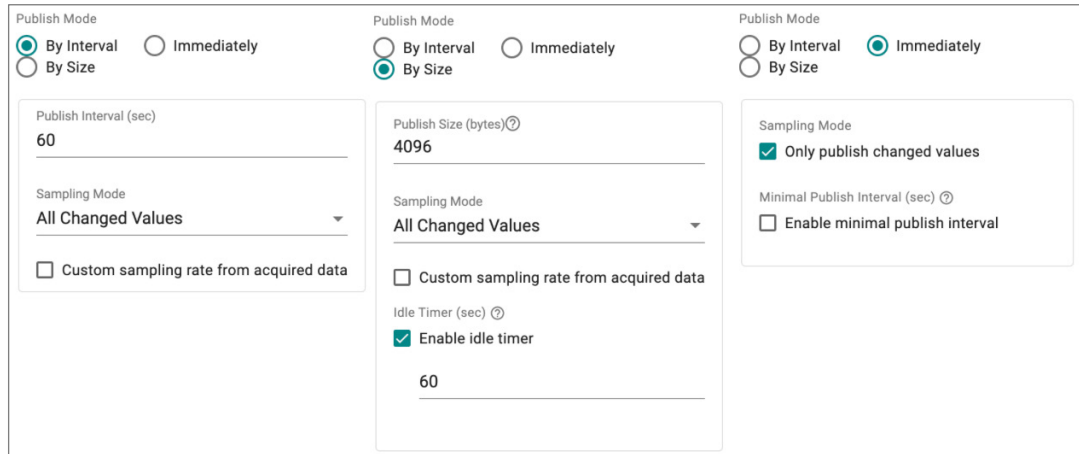 Publish Mode
By Interval
Immediately
By Size
Publish Interval (sec)
60
Sampling Mode
All Changed Values
Custom sampling rate from acquired data
Publish Mode
By Interval
Immediately
By Size
Publish Size (bytes)
4096
Sampling Mode
All Changed Values
Custom sampling rate from acquired data
Idle Timer (sec)
Enable idle timer
60
Publish Mode
By Interval
Immediately
By Size
Sampling Mode
Only publish changed values
Minimal Publish Interval (sec)
Enable minimal publish interval